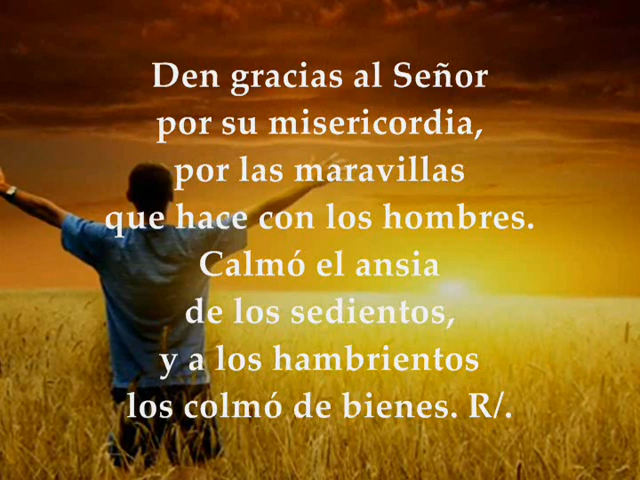 Den gracias al Señor
por su misericordia,
por las maravillas
que hace con los hombres.
Calmó el ansia
de los sedientos,
y a los hambrientos
los colmó de bienes. R/.